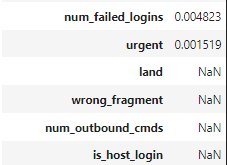 num_failed_logins 0.004823
urgent 0.001519
land NaN
wrong_fragment NaN
num_outbound_cmds NaN
is_host_login NaN